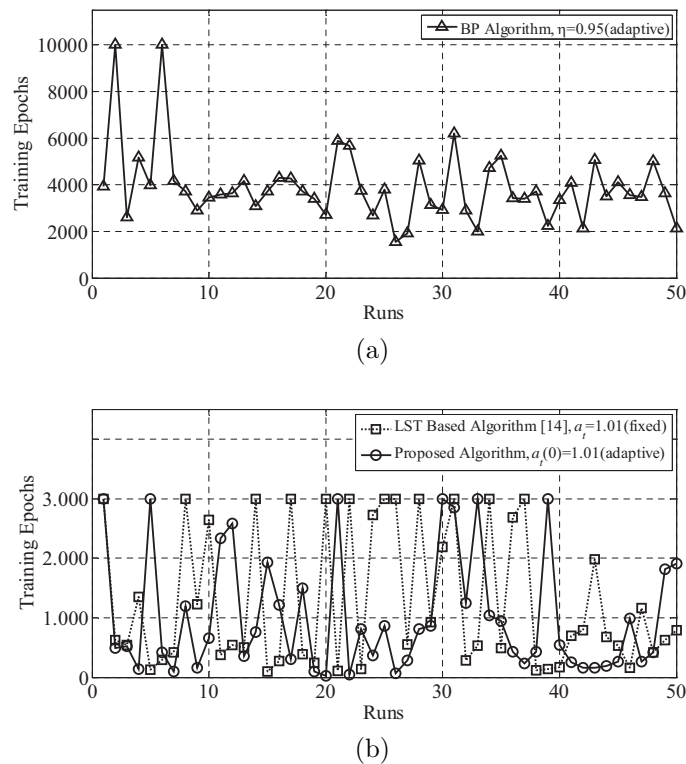 BP Algorithm, η=0.95(adaptive)
10000
8000
6000
4000
2000
0
Training Epochs
0 10 20 30 40 50
Runs
(a)
LST Based Algorithm [14], a_t=1.01(fixed)
Proposed Algorithm, a_t(0)=1.01(adaptive)
3.000
2.000
1.000
0
Training Epochs
0 10 20 30 40 50
Runs
(b)